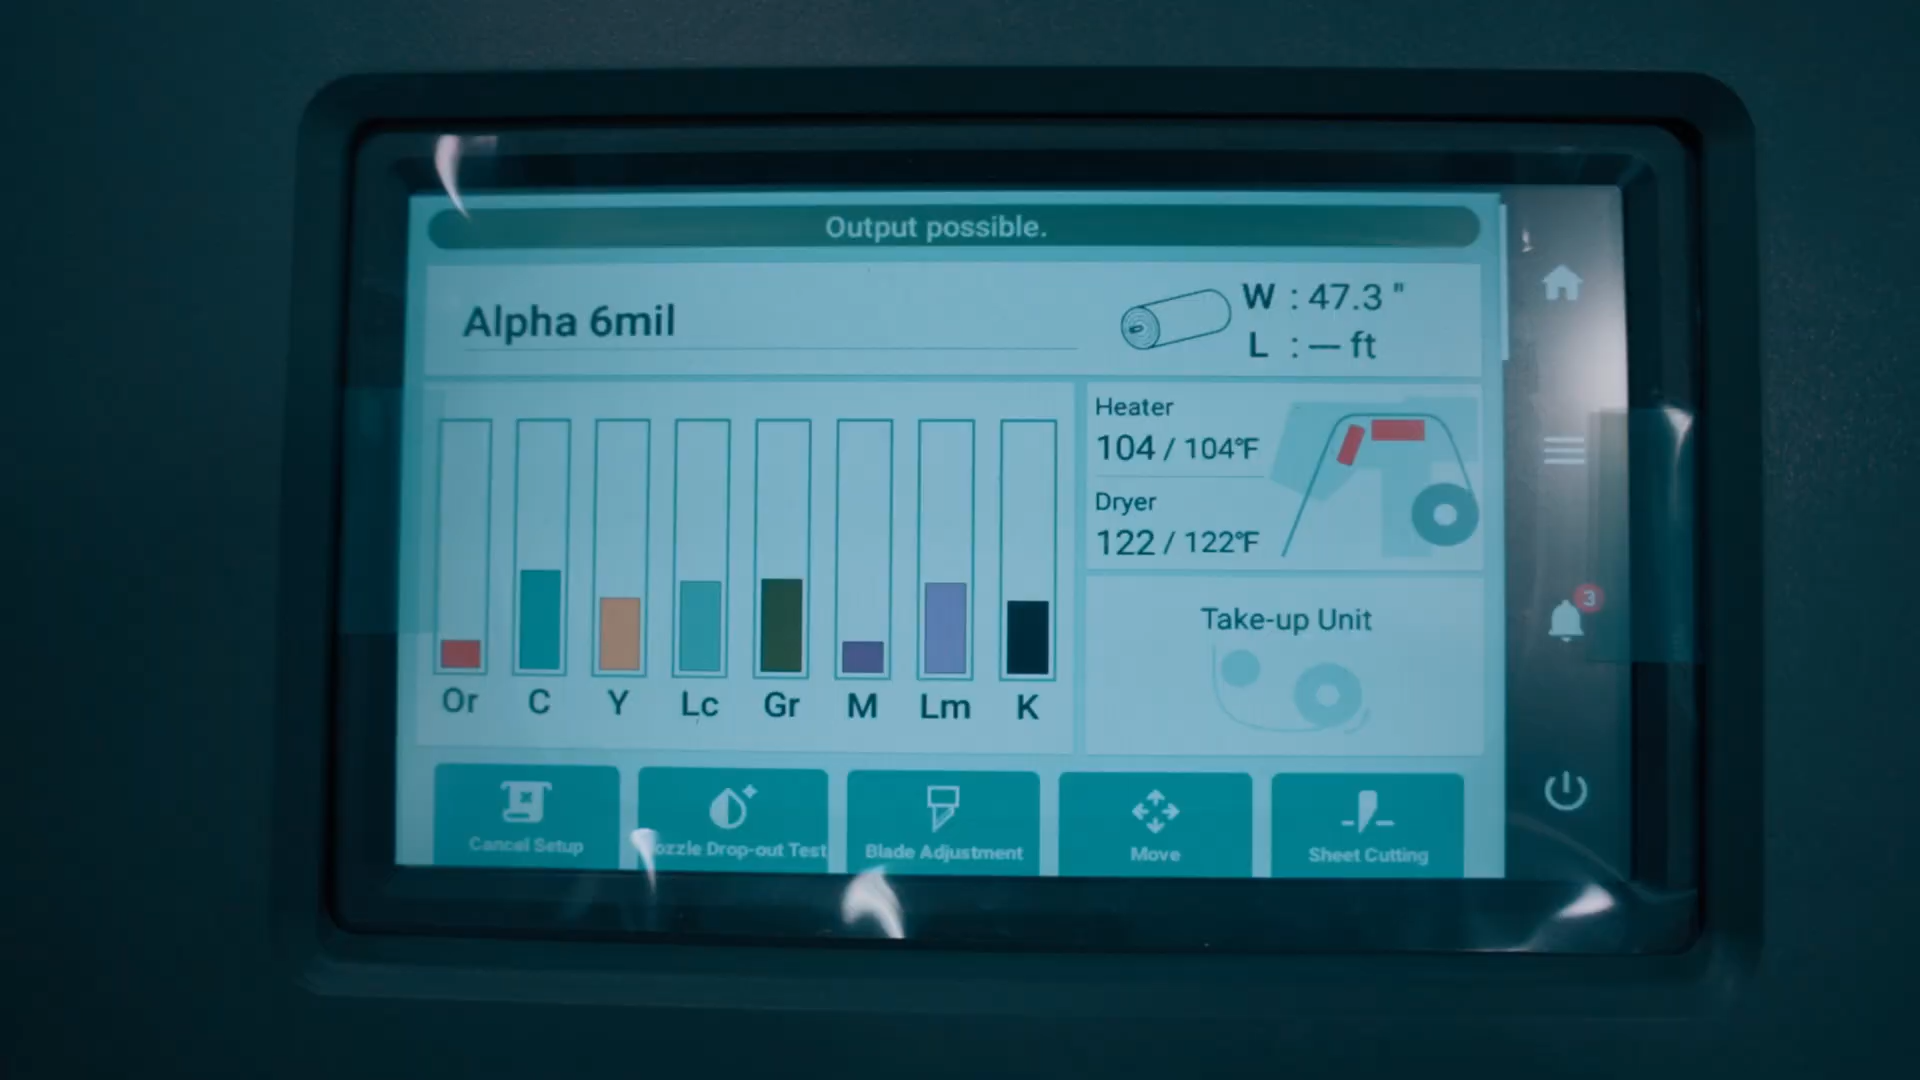 Output possible.
Alpha 6mil
W : 47.3 "
L : — ft
Heater
104 / 104°F
Dryer
122 / 122°F
Take-up Unit
3
Or C Y Lc Gr M Lm K
Cancel Setup
ozzle Drop-out Test
Blade Adjustment
Move
Sheet Cutting